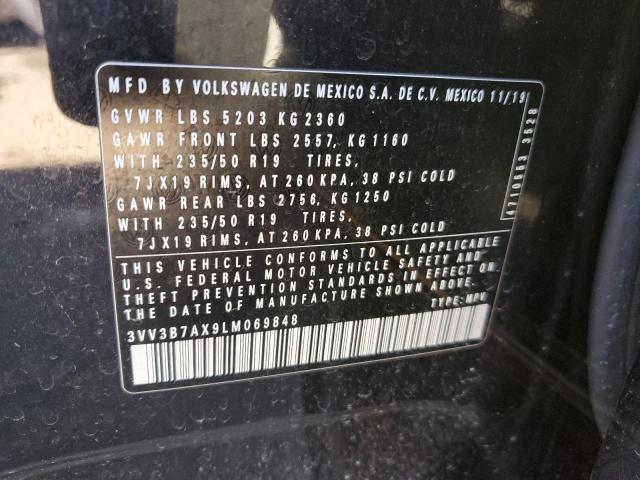 MFD BY VOLKSWAGEN DE MEXICO S.A. DE C.V. MEXICO 11/19
GVWR LBS 5203 KG 2360
GAWR FRONT LBS 2557, KG 1160
WITH 235/50 R19 TIRES,
7JX19 RIMS, AT 260 KPA, 38 PSI COLD
GAWR REAR LBS 2756, KG 1250
WITH 235/50 R19 TIRES,
7JX19 RIMS, AT 260 KPA, 38 PSI COLD
THIS VEHICLE CONFORMS TO ALL APPLICABLE
U.S. FEDERAL MOTOR VEHICLE SAFETY AND
THEFT PREVENTION STANDARDS IN EFFECT ON
THE DATE OF MANUFACTURE SHOWN ABOVE.
3VV3B7AX9LM069848 TYPE: MPV
3528